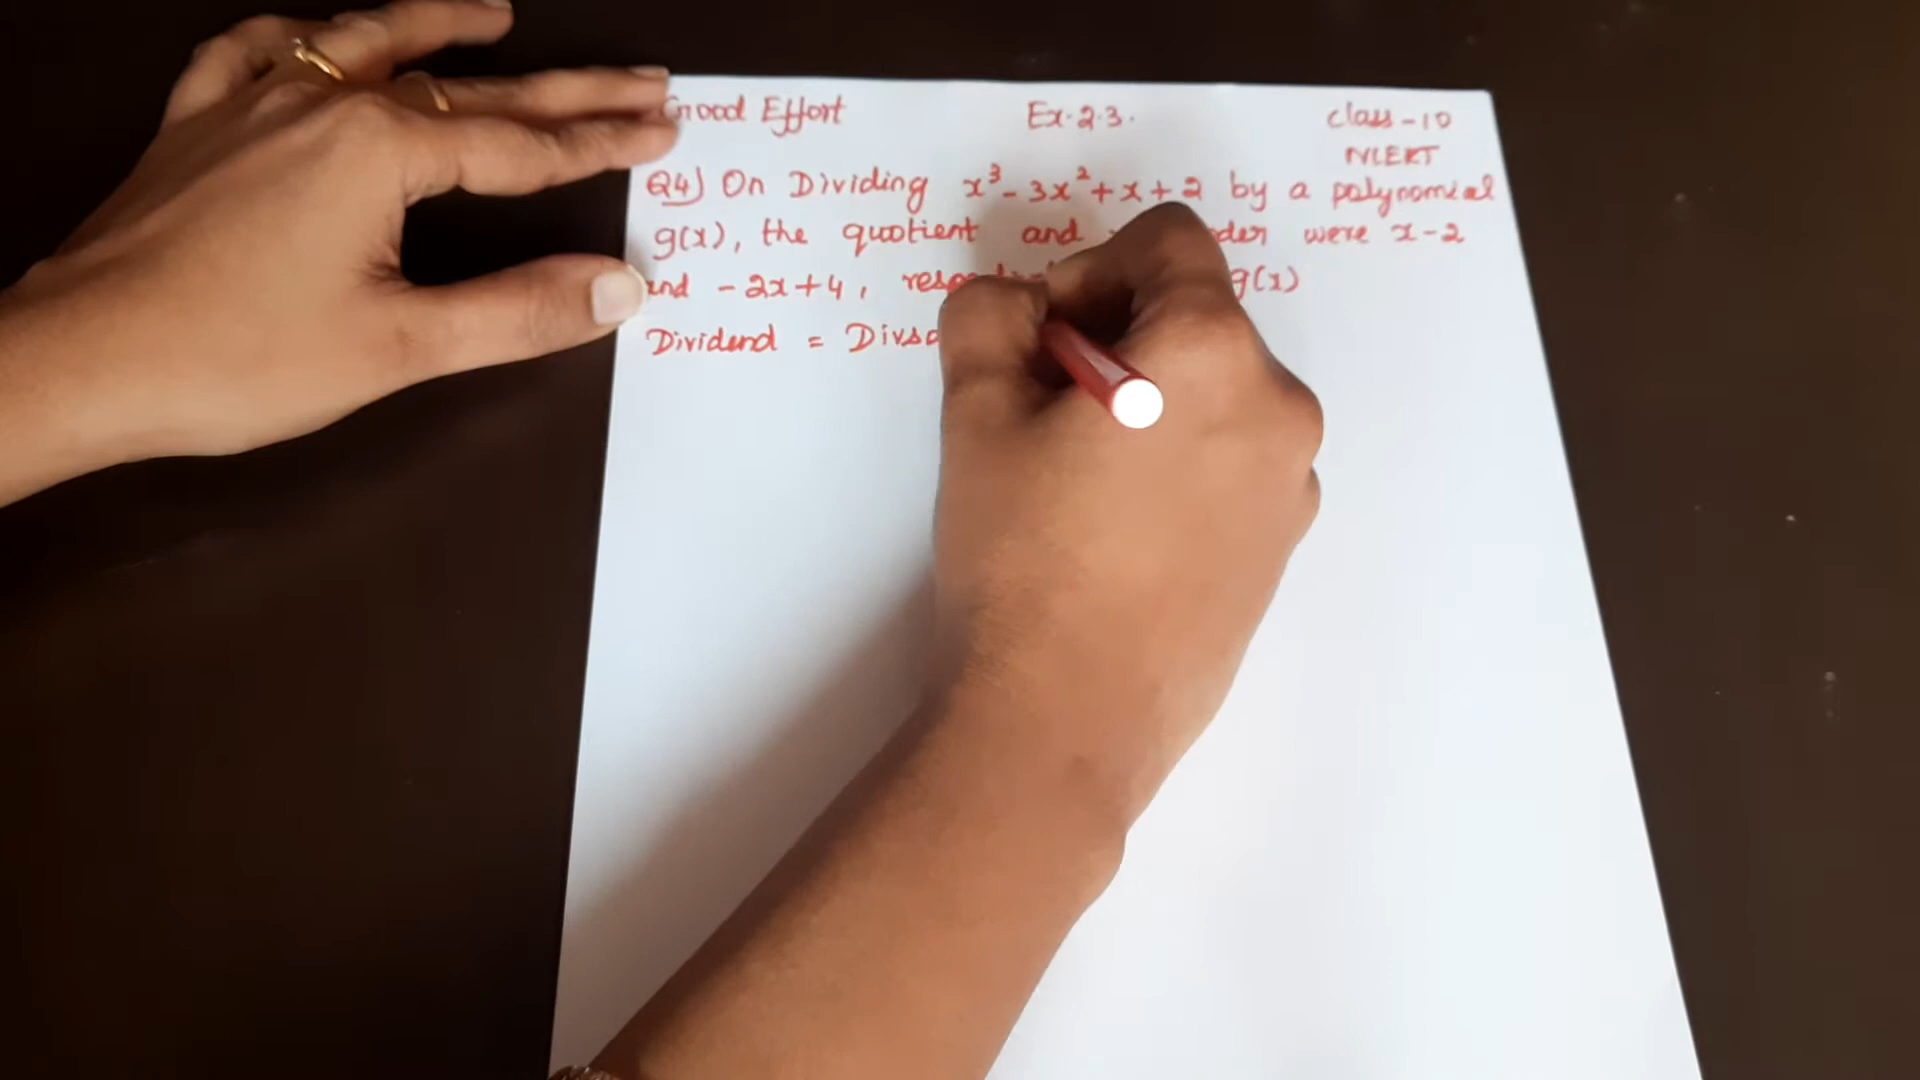 Good Effort Ex.2.3. class-10
NCERT
Q4) On Dividing x³-3x²+x+2 by a polynomial
g(x), the quotient and were x-2
and -2x+4, g(x)
Dividend =